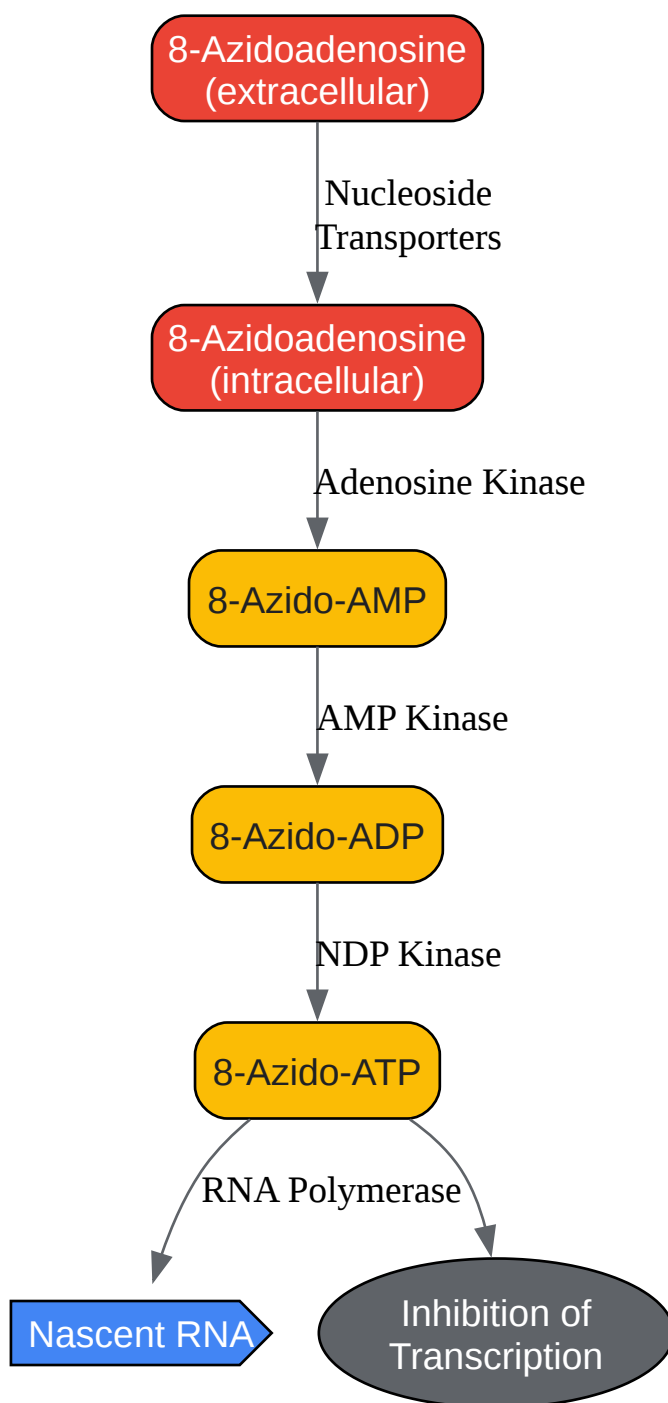 8-Azidoadenosine
(extracellular)
Nucleoside
Transporters
8-Azidoadenosine
(intracellular)
Adenosine Kinase
8-Azido-AMP
AMP Kinase
8-Azido-ADP
NDP Kinase
8-Azido-ATP
RNA Polymerase
Nascent RNA
Inhibition of
Transcription